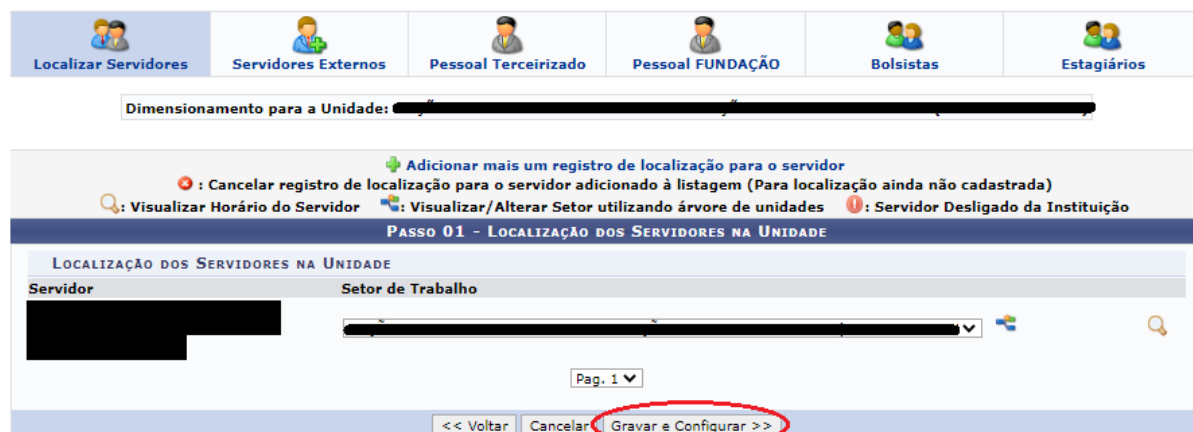 Localizar Servidores Servidores Externos Pessoal Terceirizado Pessoal FUNDAÇÃO Bolsistas Estagiários
Dimensionamento para a Unidade:
Adicionar mais um registro de localização para o servidor
: Cancelar registro de localização para o servidor adicionado à listagem (Para localização ainda não cadastrada)
: Visualizar Horário do Servidor : Visualizar/Alterar Setor utilizando árvore de unidades : Servidor Desligado da Instituição
Passo 01 - Localização dos Servidores na Unidade
Localização dos Servidores na Unidade
Servidor Setor de Trabalho
Pag. 1
<< Voltar Cancelar Gravar e Configurar >>